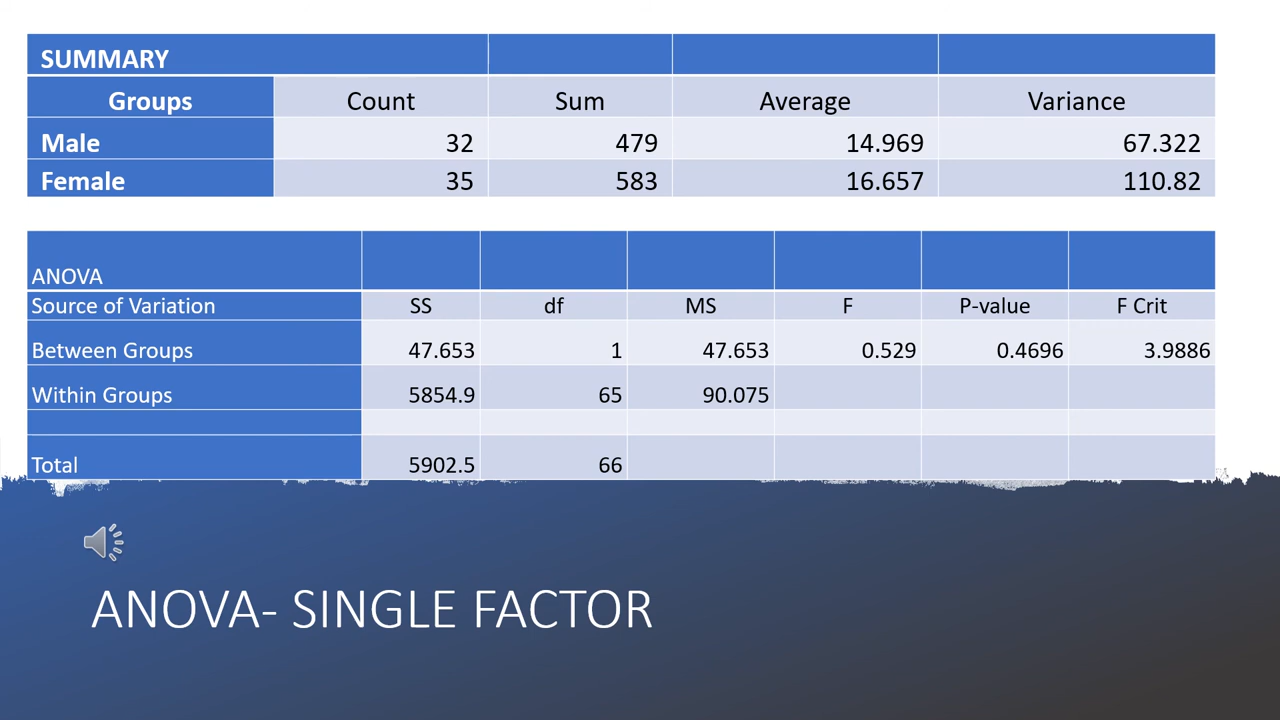 SUMMARY
Groups Count Sum Average Variance
Male 32 479 14.969 67.322
Female 35 583 16.657 110.82
ANOVA
Source of Variation SS df MS F P-value F Crit
Between Groups 47.653 1 47.653 0.529 0.4696 3.9886
Within Groups 5854.9 65 90.075
Total 5902.5 66
ANOVA- SINGLE FACTOR